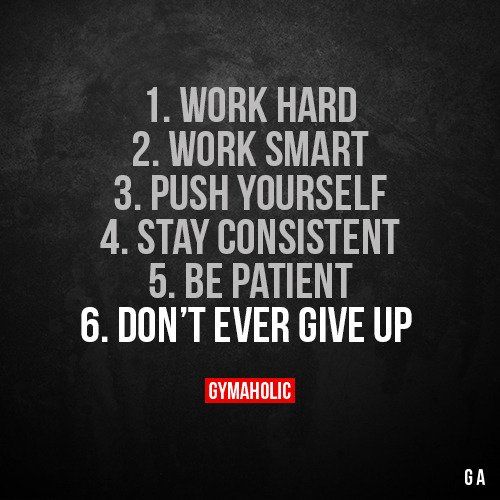 1. WORK HARD
2. WORK SMART
3. PUSH YOURSELF
4. STAY CONSISTENT
5. BE PATIENT
6. DON'T EVER GIVE UP
GYMAHOLIC
G A